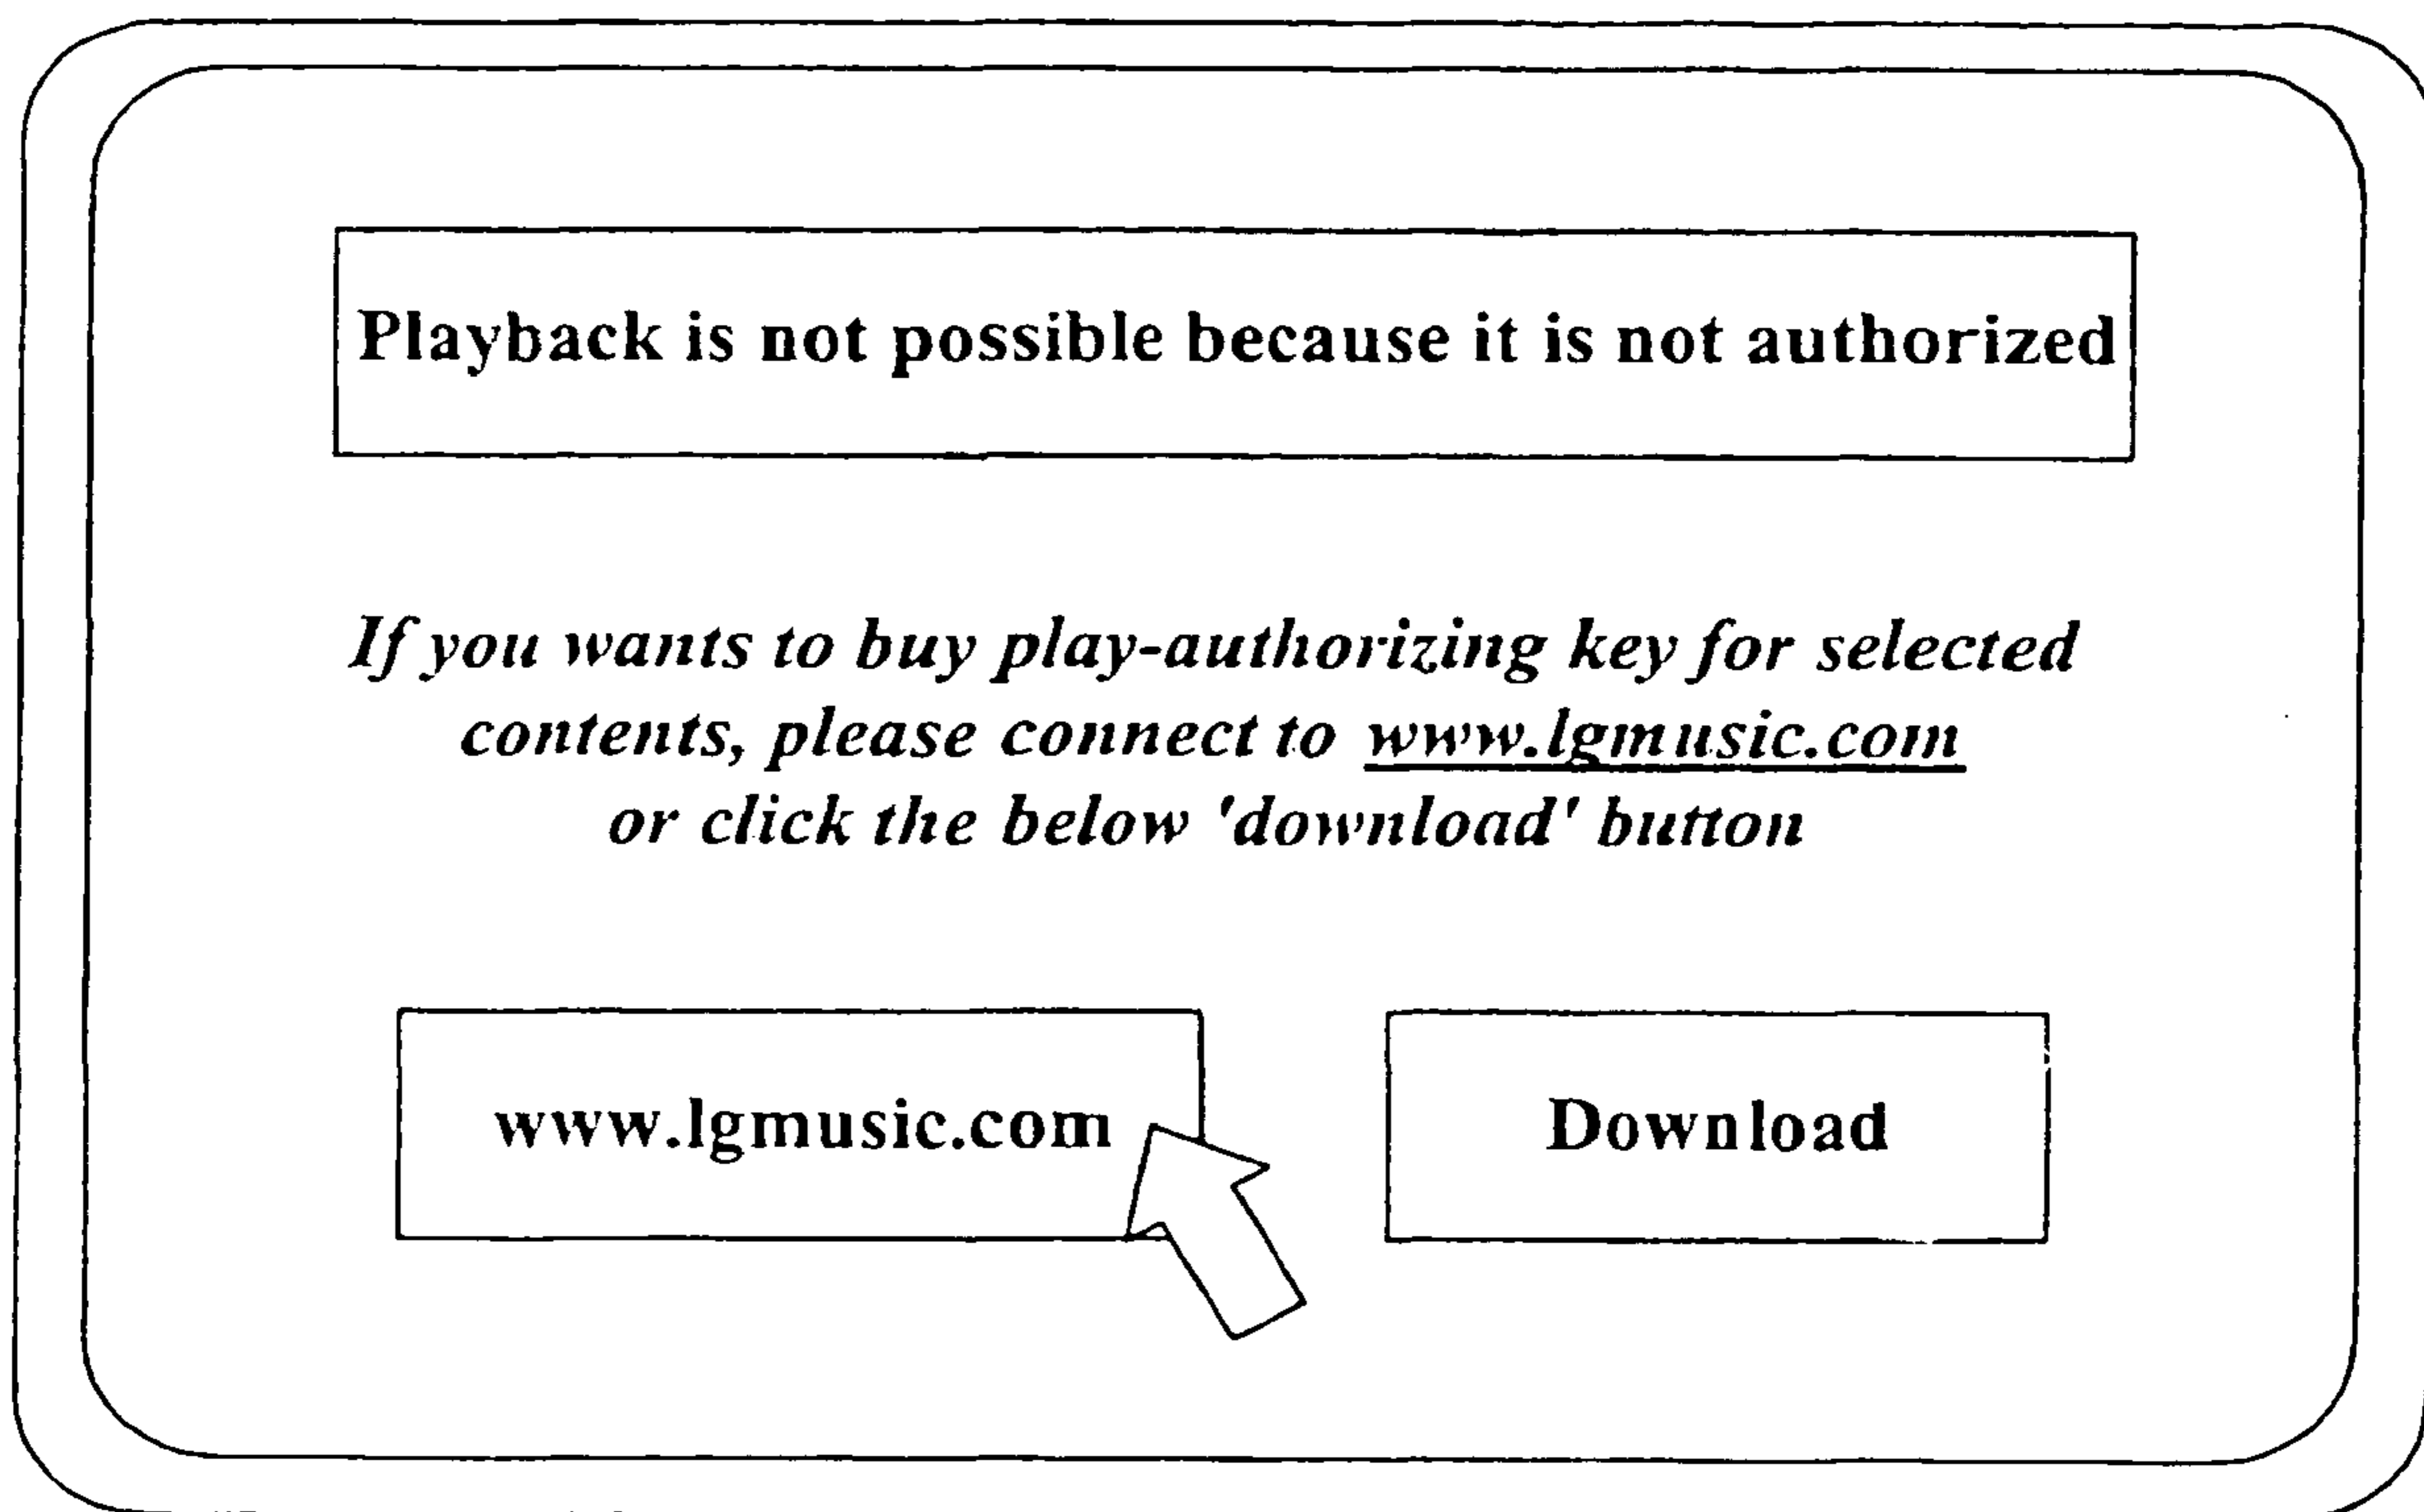 Playback is not possible because it is not authorized
If you wants to buy play-authorizing key for selected
contents, please connect to www.lgmusic.com
or click the below 'download' button
www.lgmusic.com
Download